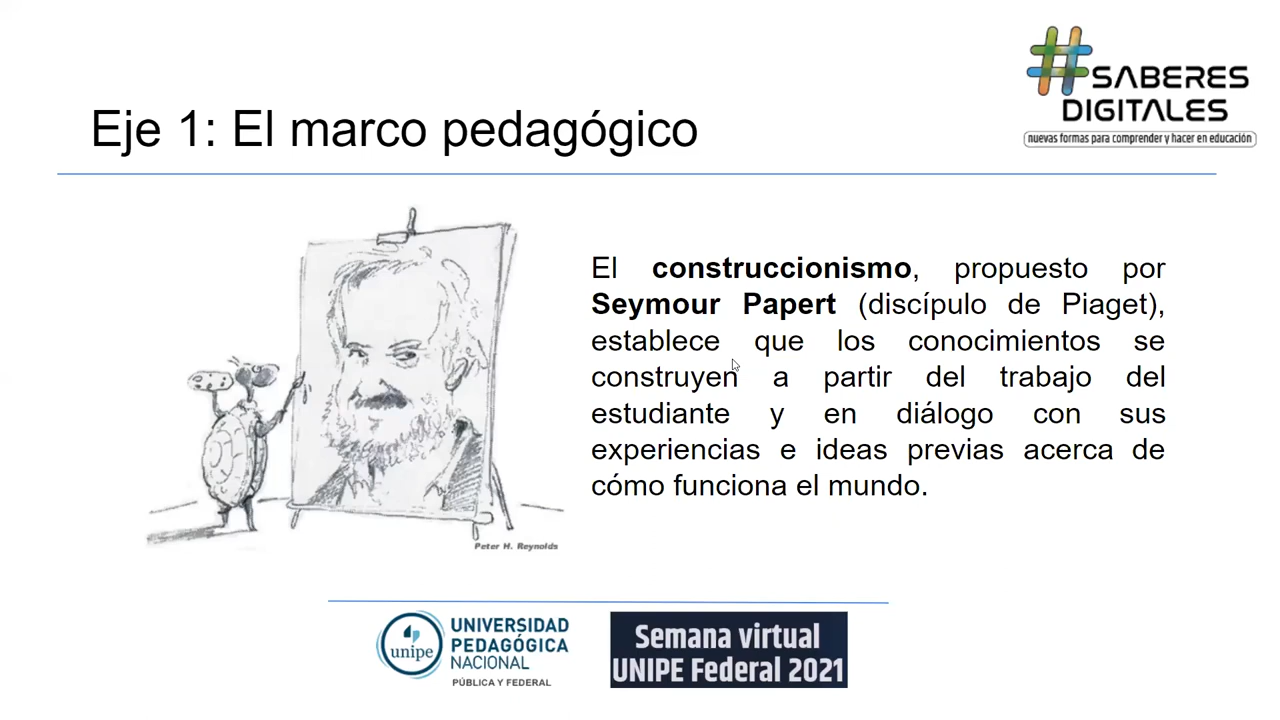 #SABERES
DIGITALES
nuevas formas para comprender y hacer en educación
Eje 1: El marco pedagógico
El construccionismo, propuesto por
Seymour Papert (discípulo de Piaget),
establece que los conocimientos se
construyen a partir del trabajo del
estudiante y en diálogo con sus
experiencias e ideas previas acerca de
cómo funciona el mundo.
Peter H. Reynolds
unipe
UNIVERSIDAD
PEDAGÓGICA
NACIONAL
PÚBLICA Y FEDERAL
Semana virtual
UNIPE Federal 2021